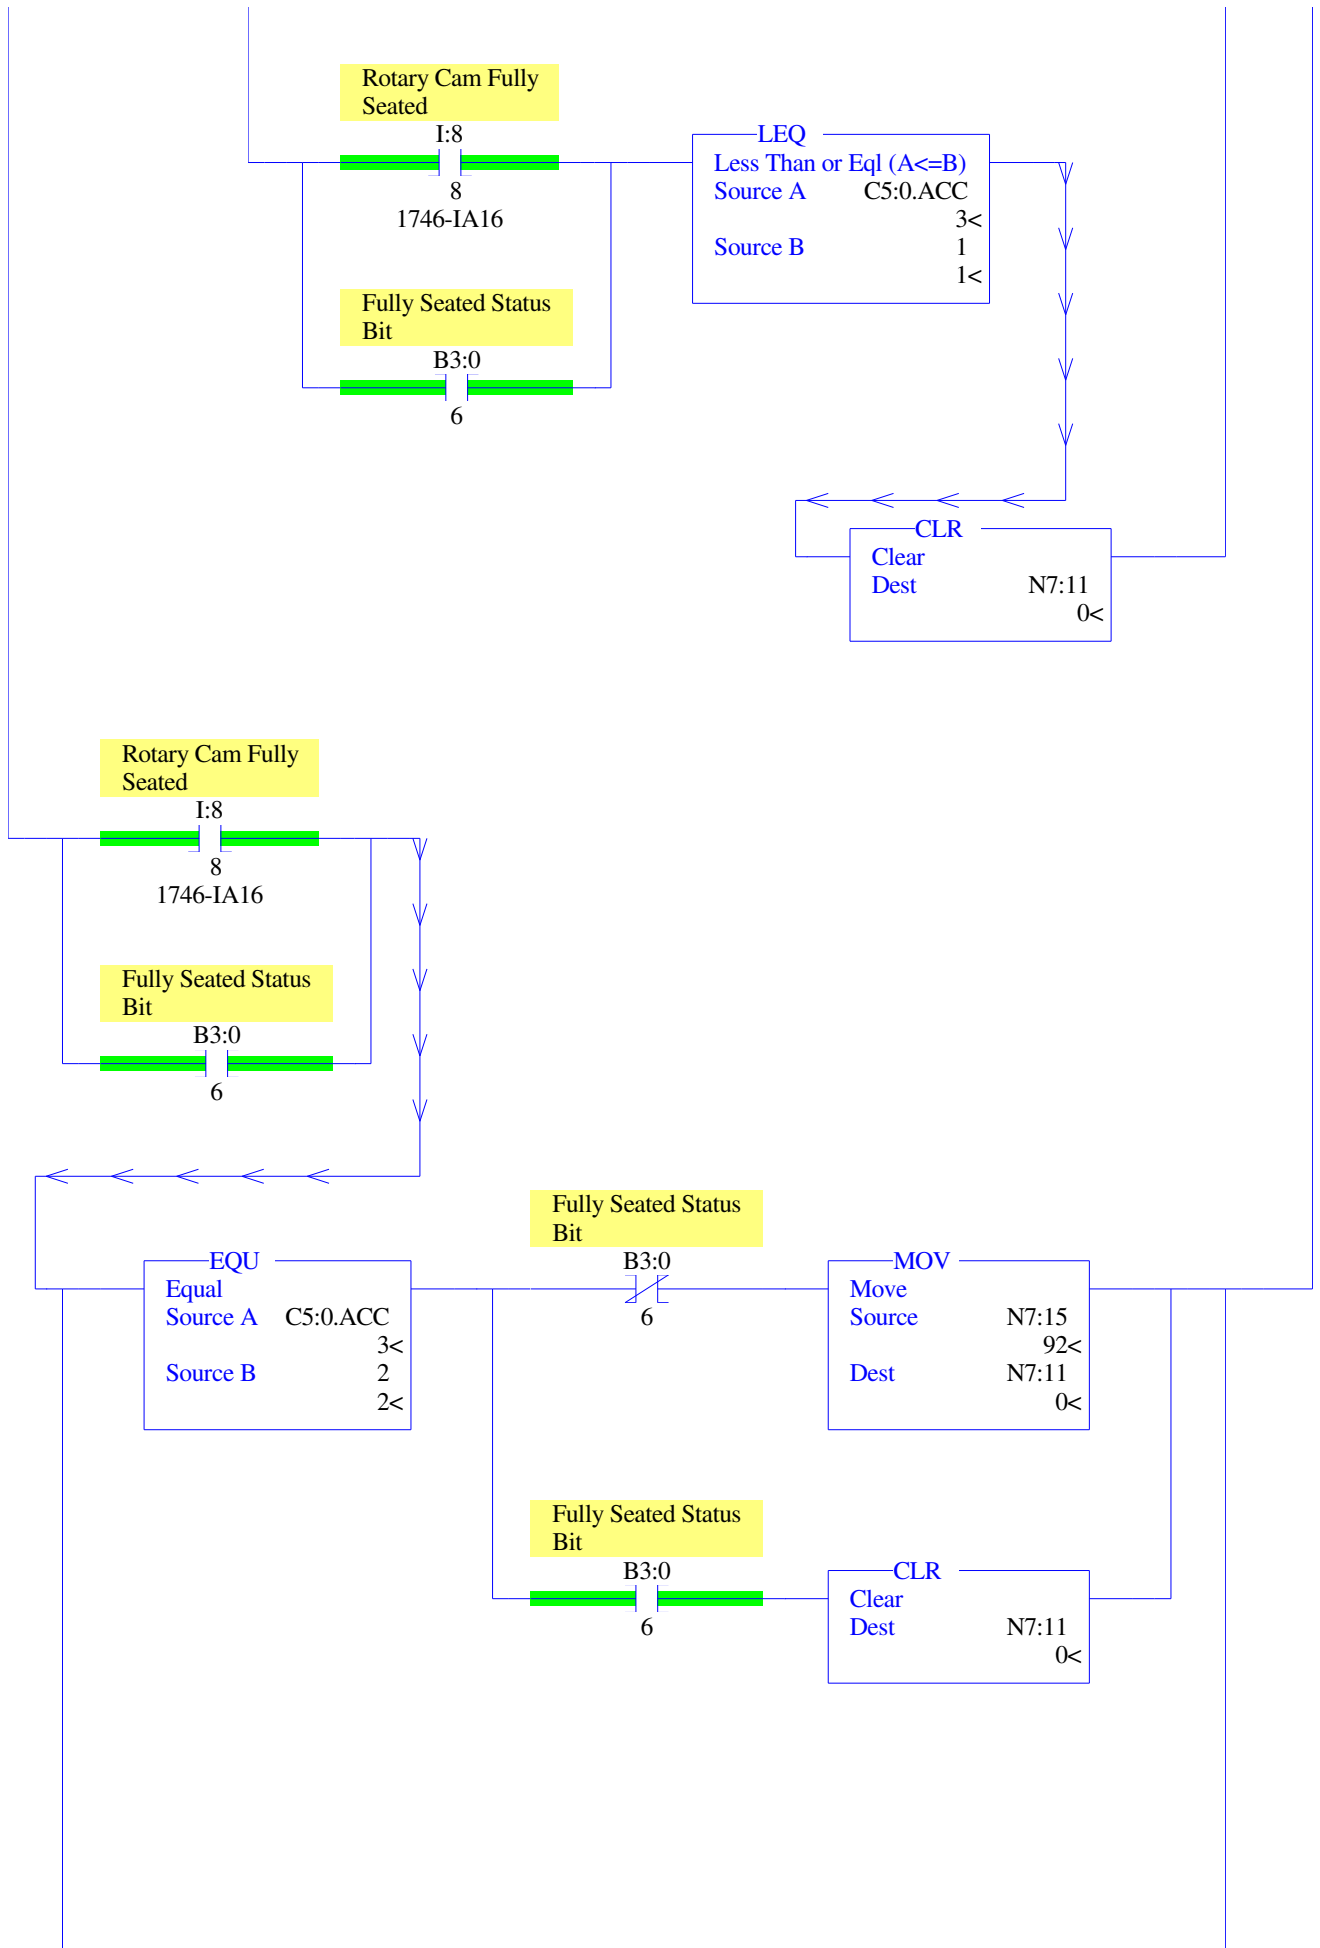 Rotary Cam Fully
Seated
I:8
8
1746-IA16
LEQ
Less Than or Eql (A<=B)
Source A C5:0.ACC
3<
Source B 1
1<
Fully Seated Status
Bit
B3:0
6
CLR
Clear
Dest N7:11
0<
Rotary Cam Fully
Seated
I:8
8
1746-IA16
Fully Seated Status
Bit
B3:0
6
EQU
Equal
Source A C5:0.ACC
3<
Source B 2
2<
Fully Seated Status
Bit
B3:0
6
MOV
Move
Source N7:15
92<
Dest N7:11
0<
Fully Seated Status
Bit
B3:0
6
CLR
Clear
Dest N7:11
0<